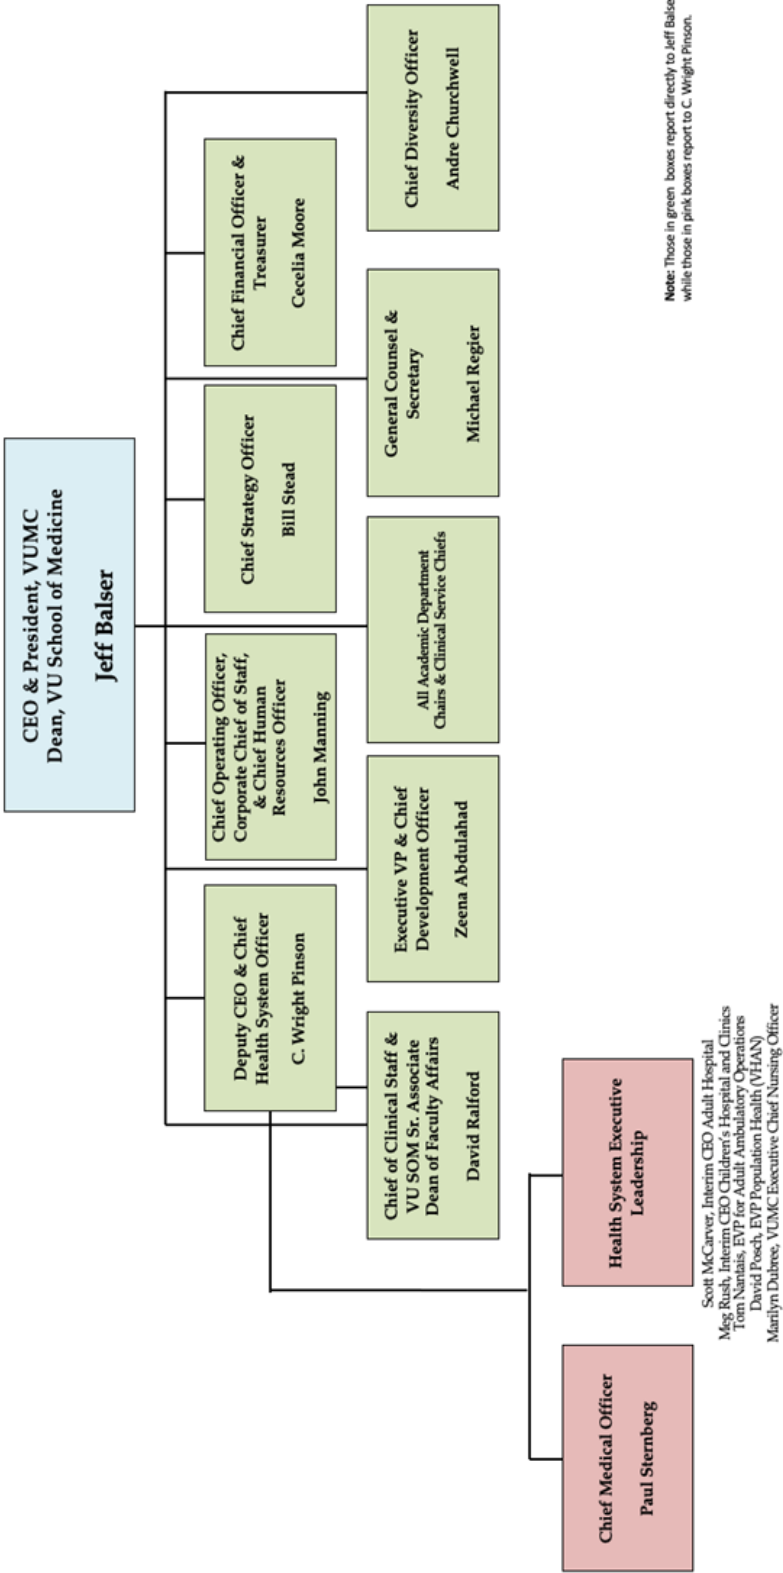 CEO & President, VUMC
Dean, VU School of Medicine
Jeff Balser
Deputy CEO & Chief
Health System Officer
C. Wright Pinson
Chief Operating Officer,
Corporate Chief of Staff,
& Chief Human
Resources Officer
John Manning
Chief Strategy Officer
Bill Stead
Chief Financial Officer &
Treasurer
Cecelia Moore
Chief of Clinical Staff &
VU SOM Sr. Associate
Dean of Faculty Affairs
David Raiford
Executive VP & Chief
Development Officer
Zeena Abdulahad
All Academic Department
Chairs & Clinical Service Chiefs
General Counsel &
Secretary
Michael Regier
Chief Diversity Officer
Andre Churchwell
Chief Medical Officer
Paul Sternberg
Health System Executive
Leadership
Scott McCarver, Interim CEO Adult Hospital
Meg Rush, Interim CEO Children's Hospital and Clinics
Tom Nantais, EVP for Adult Ambulatory Operations
David Posch, EVP Population Health (VHAN)
Marilyn Dubree, VUMC Executive Chief Nursing Officer
Note: Those in green boxes report directly to Jeff Balse
while those in pink boxes report to C. Wright Pinson.